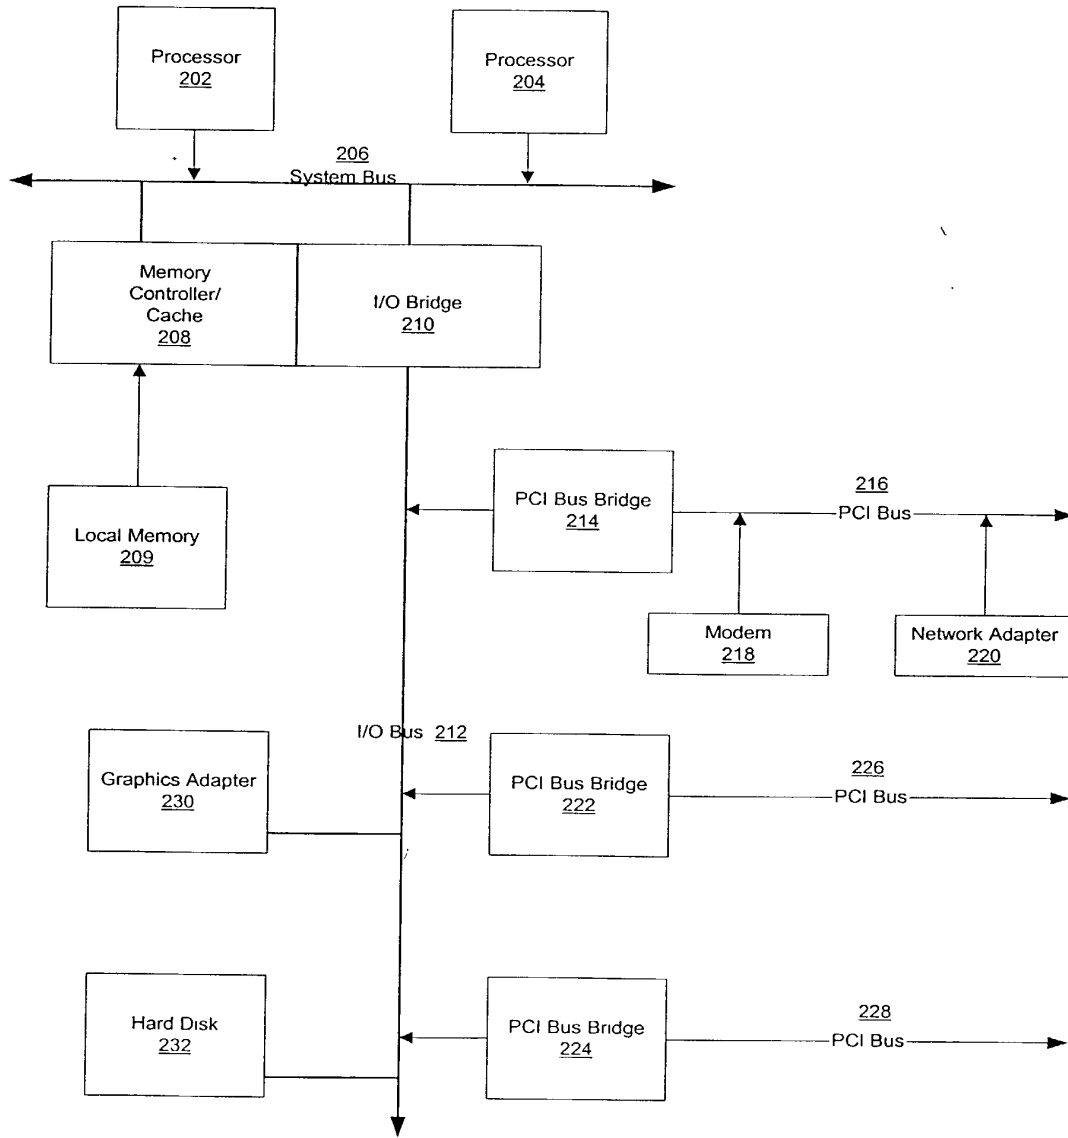 Processor
202
Processor
204
206
System Bus
Memory
Controller/
Cache
208
I/O Bridge
210
PCI Bus Bridge
214
216
PCI Bus
Local Memory
209
Modem
218
Network Adapter
220
I/O Bus 212
Graphics Adapter
230
PCI Bus Bridge
222
226
PCI Bus
Hard Disk
232
PCI Bus Bridge
224
228
PCI Bus